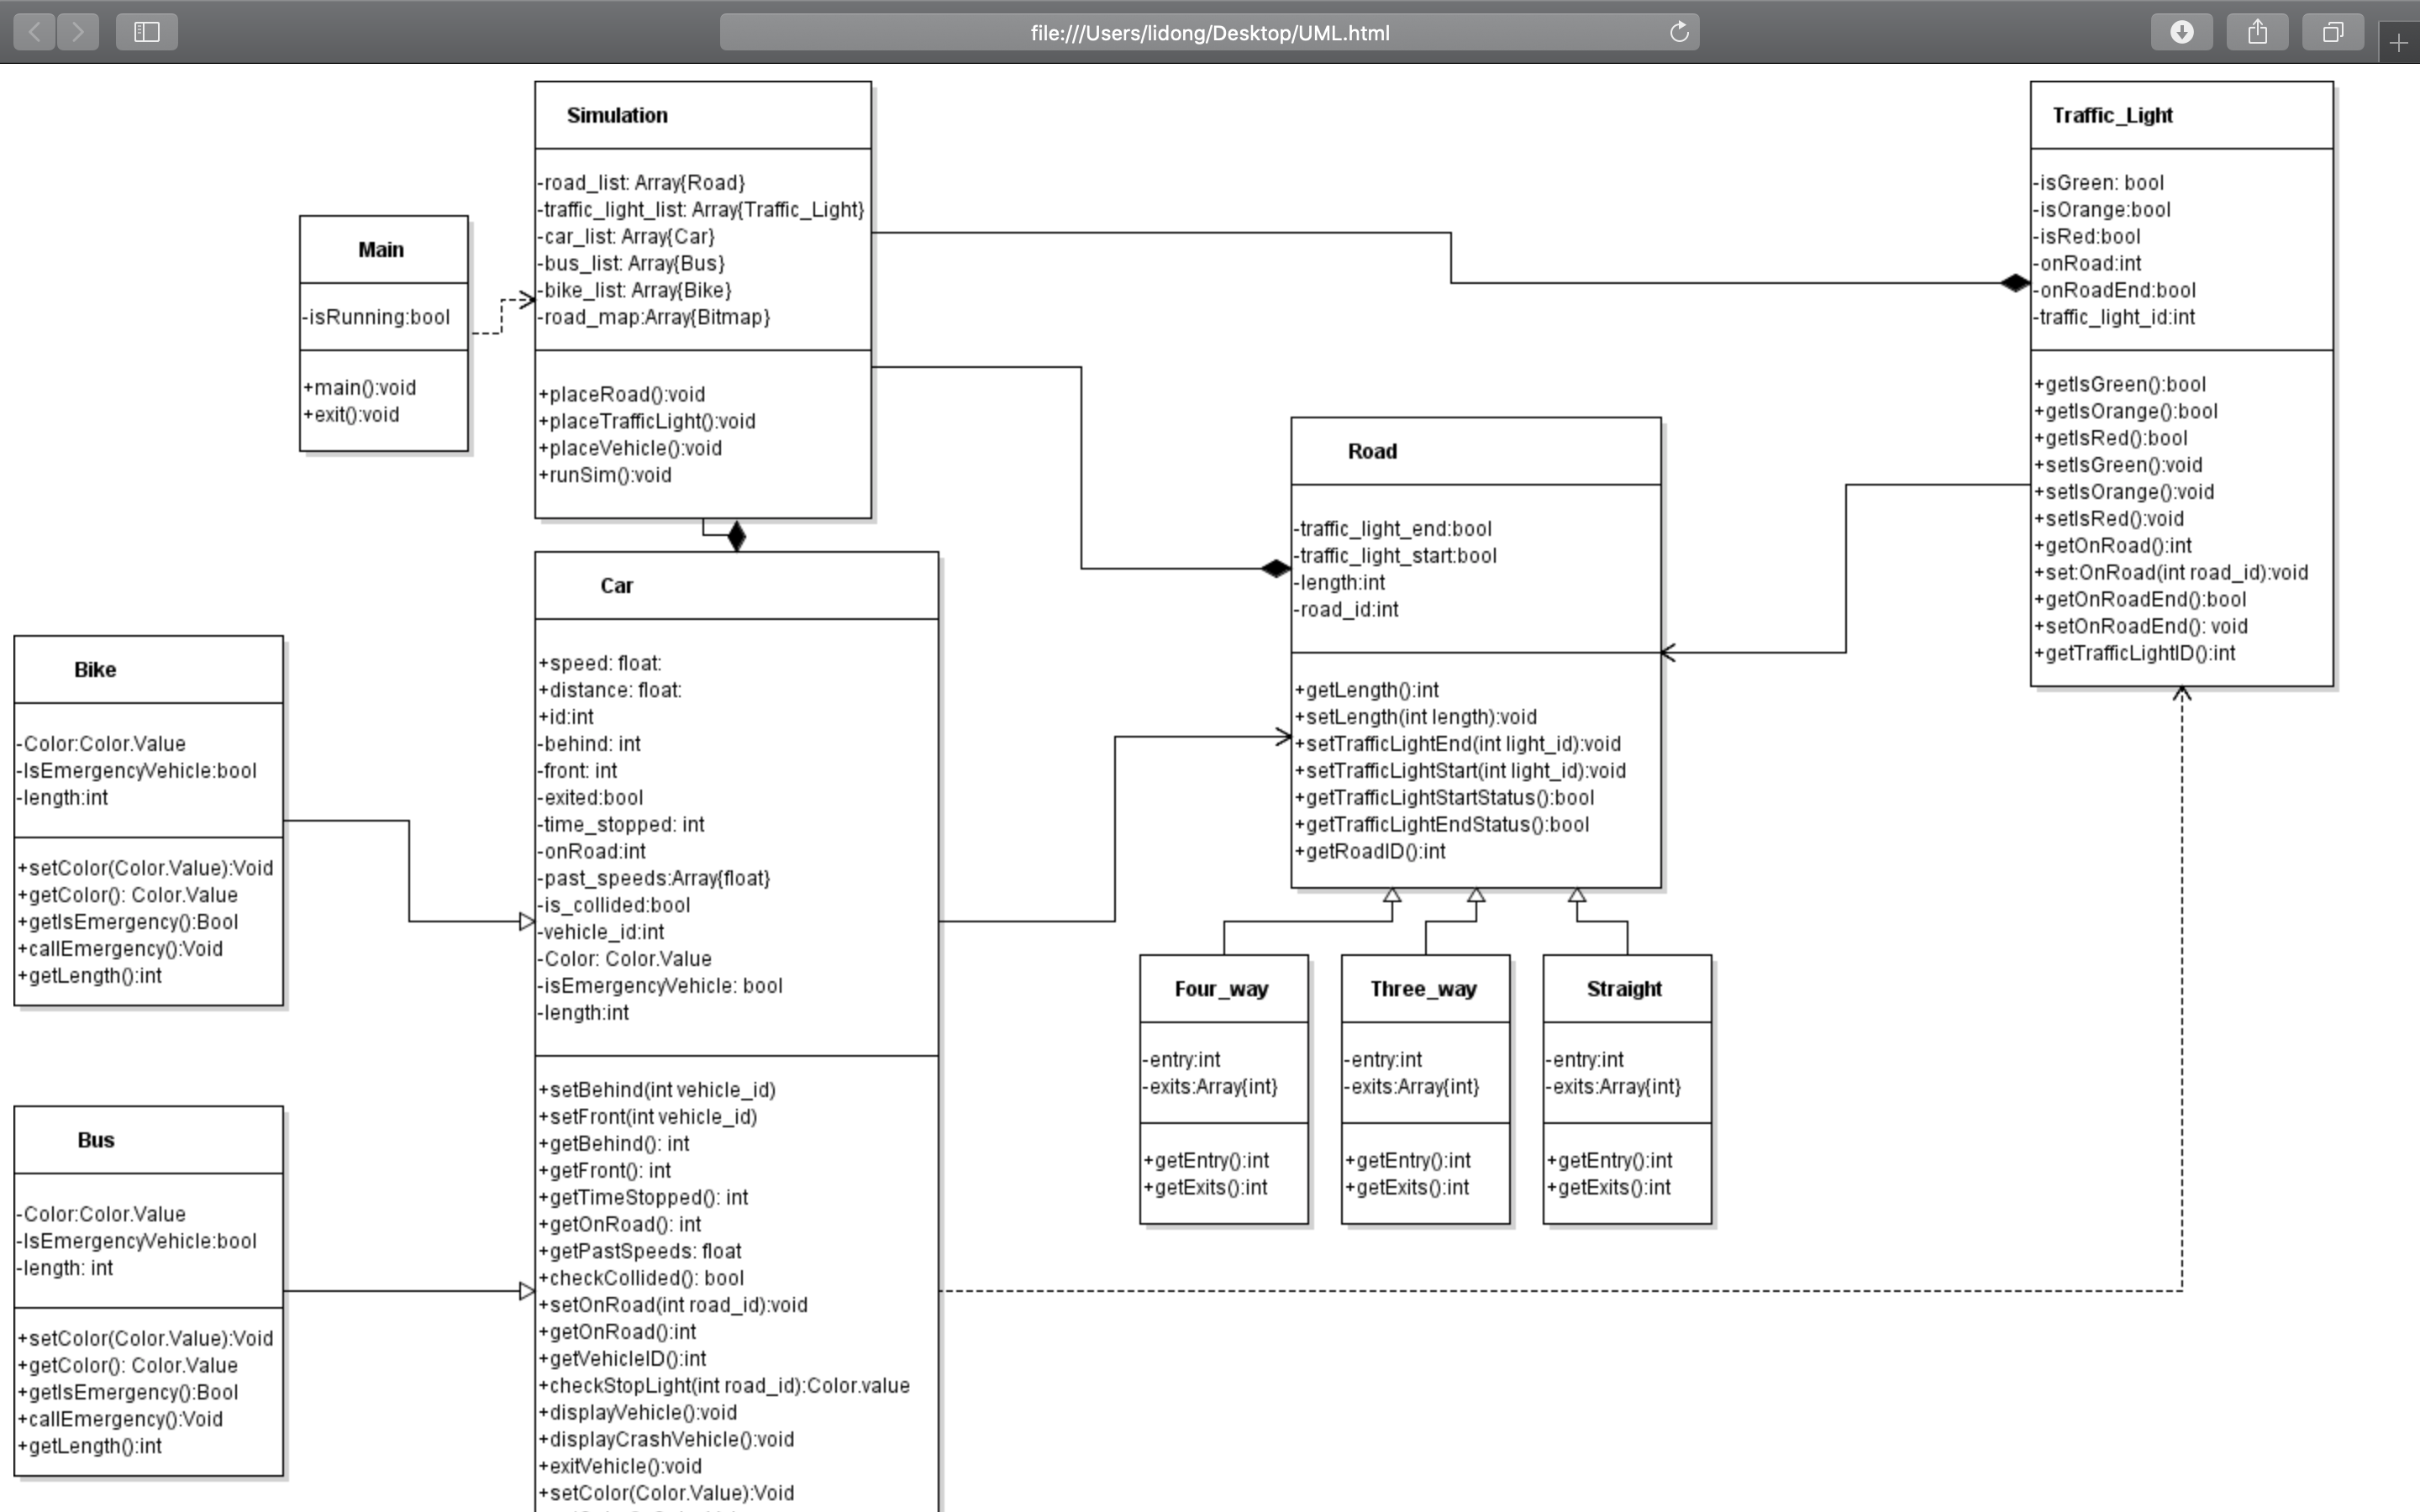 file:///Users/lidong/Desktop/UML.html
Simulation
-road_list: Array{Road}
-traffic_light_list: Array{Traffic_Light}
-car_list: Array{Car}
-bus_list: Array{Bus}
-bike_list: Array{Bike}
-road_map:Array{Bitmap}
+placeRoad():void
+placeTrafficLight():void
+placeVehicle():void
+runSim():void
Traffic_Light
-isGreen: bool
-isOrange:bool
-isRed:bool
-onRoad:int
-onRoadEnd:bool
-traffic_light_id:int
+getIsGreen():bool
+getIsOrange():bool
+getIsRed():bool
+setIsGreen():void
+setIsOrange():void
+setIsRed():void
+getOnRoad():int
+set:OnRoad(int road_id):void
+getOnRoadEnd():bool
+setOnRoadEnd(): void
+getTrafficLightID():int
Main
-isRunning:bool
+main():void
+exit():void
Road
-traffic_light_end:bool
-traffic_light_start:bool
-length:int
-road_id:int
+getLength():int
+setLength(int length):void
+setTrafficLightEnd(int light_id):void
+setTrafficLightStart(int light_id):void
+getTrafficLightStartStatus():bool
+getTrafficLightEndStatus():bool
+getRoadID():int
Car
+speed: float:
+distance: float:
+id:int
-behind: int
-front: int
-exited:bool
-time_stopped: int
-onRoad:int
-past_speeds:Array{float}
-is_collided:bool
-vehicle_id:int
-Color: Color.Value
-isEmergencyVehicle: bool
-length:int
+setBehind(int vehicle_id)
+setFront(int vehicle_id)
+getBehind(): int
+getFront(): int
+getTimeStopped(): int
+getOnRoad(): int
+getPastSpeeds: float
+checkCollided(): bool
+setOnRoad(int road_id):void
+getOnRoad():int
+getVehicleID():int
+checkStopLight(int road_id):Color.value
+displayVehicle():void
+displayCrashVehicle():void
+exitVehicle():void
+setColor(Color.Value):Void
Bike
-Color:Color.Value
-IsEmergencyVehicle:bool
-length:int
+setColor(Color.Value):Void
+getColor(): Color.Value
+getIsEmergency():Bool
+callEmergency():Void
+getLength():int
Four_way
-entry:int
-exits:Array{int}
+getEntry():int
+getExits():int
Three_way
-entry:int
-exits:Array{int}
+getEntry():int
+getExits():int
Straight
-entry:int
-exits:Array{int}
+getEntry():int
+getExits():int
Bus
-Color:Color.Value
-IsEmergencyVehicle:bool
-length: int
+setColor(Color.Value):Void
+getColor(): Color.Value
+getIsEmergency():Bool
+callEmergency():Void
+getLength():int